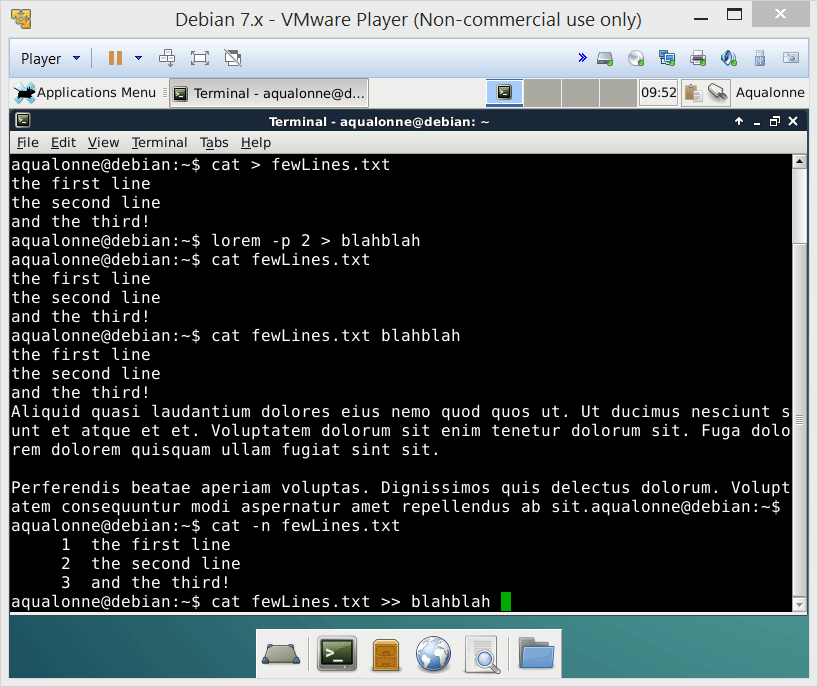 Debian 7.x - VMware Player (Non-commercial use only)
Player
Applications Menu
Terminal - aqualonne@d...
09:52
Aqualonne
Terminal - aqualonne@debian: ~
File Edit View Terminal Tabs Help
aqualonne@debian:~$ cat > fewLines.txt
the first line
the second line
and the third!
aqualonne@debian:~$ lorem -p 2 > blahblah
aqualonne@debian:~$ cat fewLines.txt
the first line
the second line
and the third!
aqualonne@debian:~$ cat fewLines.txt blahblah
the first line
the second line
and the third!
Aliquid quasi laudantium dolores eius nemo quod quos ut. Ut ducimus nesciunt s
unt et atque et et. Voluptatem dolorum sit enim tenetur dolorum sit. Fuga dolo
rem dolorem quisquam ullam fugiat sint sit.

Perferendis beatae aperiam voluptas. Dignissimos quis delectus dolorum. Volupt
atem consequuntur modi aspernatur amet repellendus ab sit.aqualonne@debian:~$
aqualonne@debian:~$ cat -n fewLines.txt
     1  the first line
     2  the second line
     3  and the third!
aqualonne@debian:~$ cat fewLines.txt >> blahblah